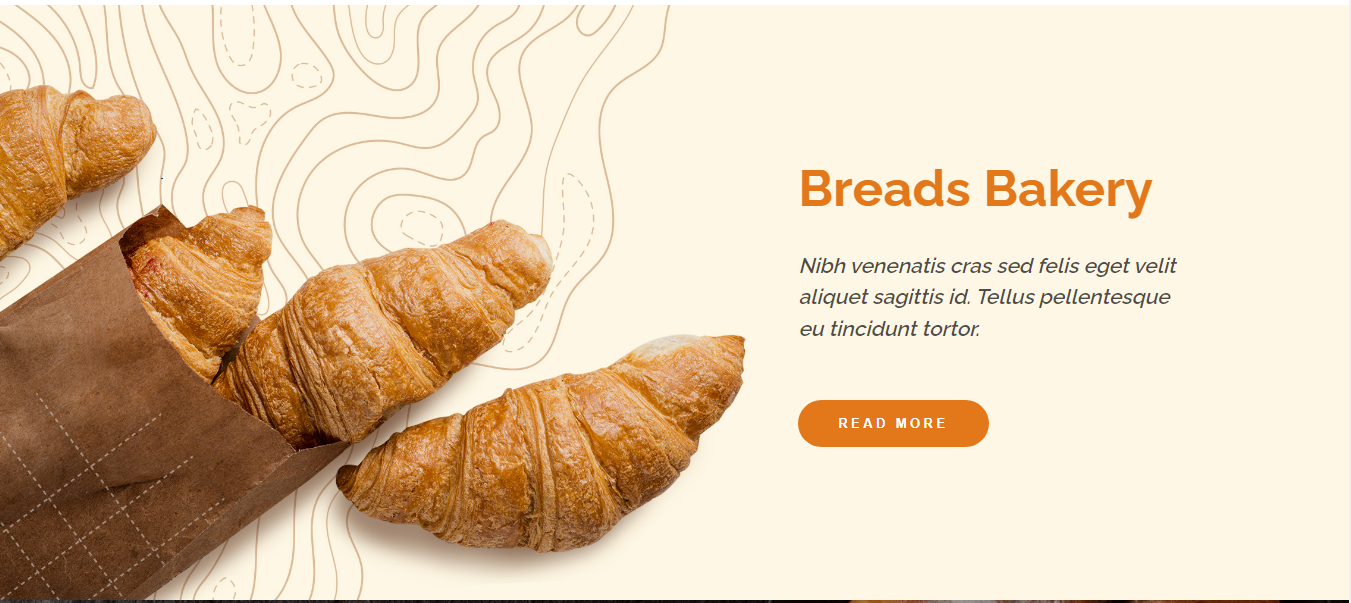 Breads Bakery
Nibh venenatis cras sed felis eget velit
aliquet sagittis id. Tellus pellentesque
eu tincidunt tortor.
READ MORE